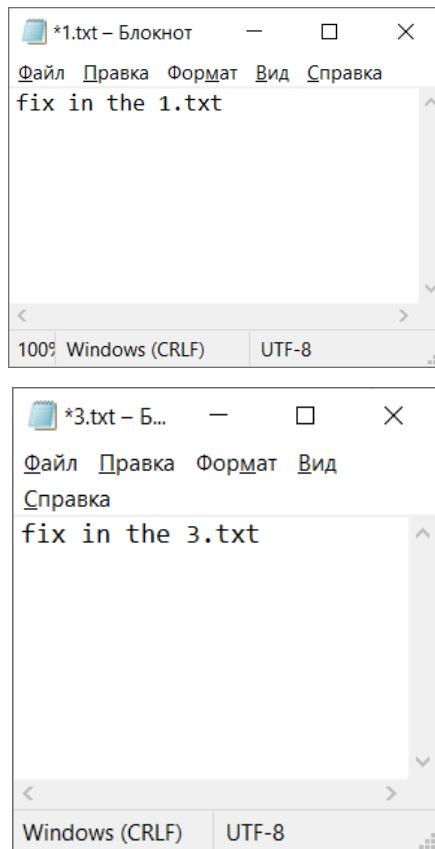 *1.txt – Блокнот
Файл Правка Формат Вид Справка
fix in the 1.txt
100% Windows (CRLF) UTF-8
*3.txt – Б...
Файл Правка Формат Вид
Справка
fix in the 3.txt
Windows (CRLF) UTF-8